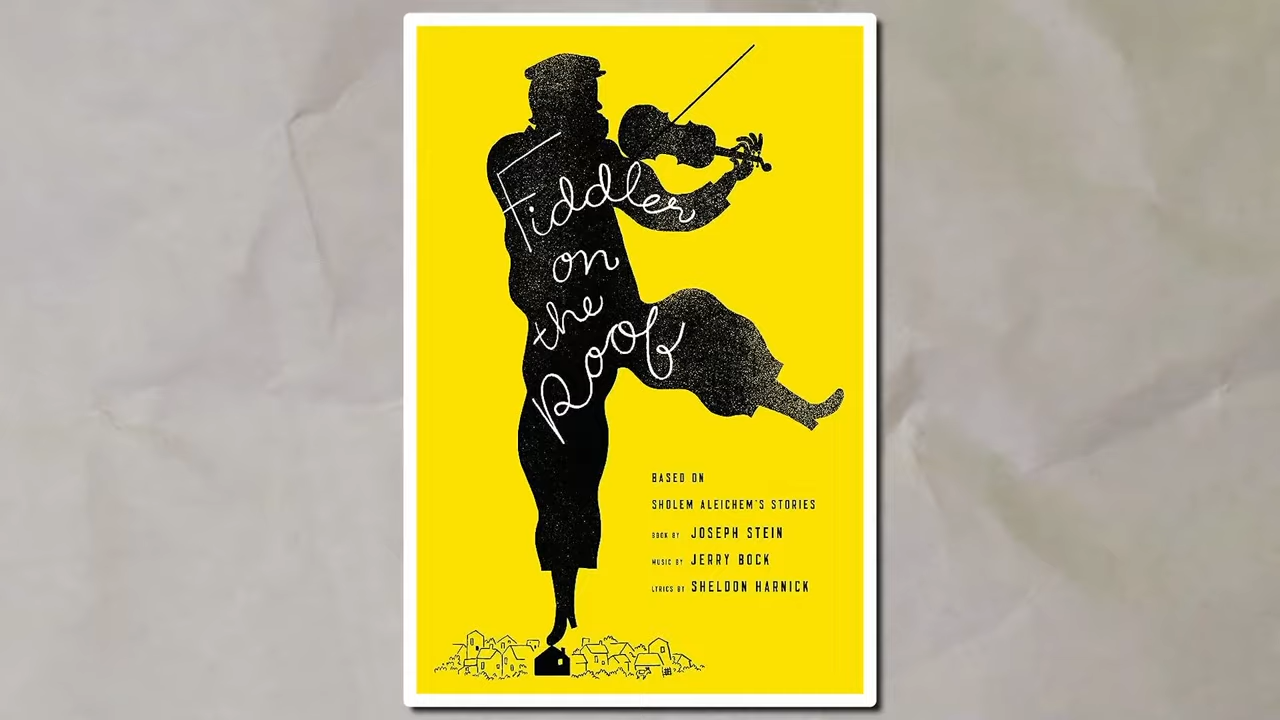 Fiddler
on
the
Roof
BASED ON
SHOLEM ALEICHEM'S STORIES
BOOK BY JOSEPH STEIN
MUSIC BY JERRY BOCK
LYRICS BY SHELDON HARNICK